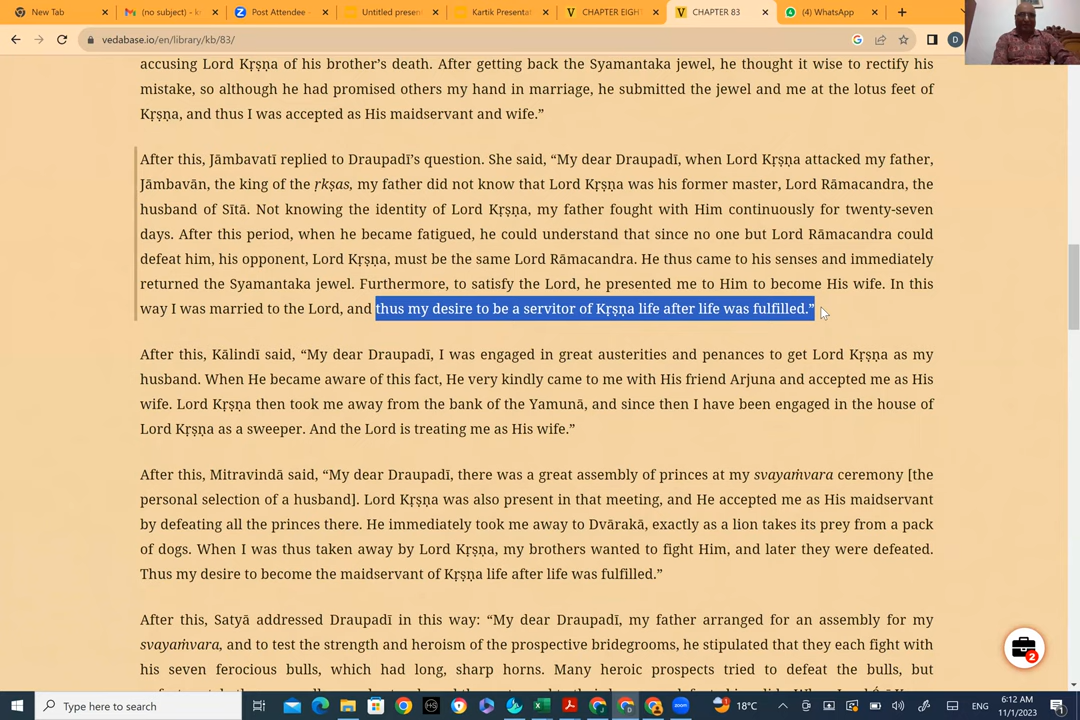 New Tab
(no subject) - k
Post Attendee -
Untitled presen
Kartik Presenta
CHAPTER EIGHT
CHAPTER 83
(4) WhatsApp
vedabase.io/en/library/kb/83/
D
accusing Lord Kṛṣṇa of his brother’s death. After getting back the Syamantaka jewel, he thought it wise to rectify his
mistake, so although he had promised others my hand in marriage, he submitted the jewel and me at the lotus feet of
Kṛṣṇa, and thus I was accepted as His maidservant and wife.”
After this, Jāmbavatī replied to Draupadī’s question. She said, “My dear Draupadī, when Lord Kṛṣṇa attacked my father,
Jāmbavān, the king of the ṛkṣas, my father did not know that Lord Kṛṣṇa was his former master, Lord Rāmacandra, the
husband of Sītā. Not knowing the identity of Lord Kṛṣṇa, my father fought with Him continuously for twenty-seven
days. After this period, when he became fatigued, he could understand that since no one but Lord Rāmacandra could
defeat him, his opponent, Lord Kṛṣṇa, must be the same Lord Rāmacandra. He thus came to his senses and immediately
returned the Syamantaka jewel. Furthermore, to satisfy the Lord, he presented me to Him to become His wife. In this
way I was married to the Lord, and thus my desire to be a servitor of Kṛṣṇa life after life was fulfilled.”
After this, Kālindī said, “My dear Draupadī, I was engaged in great austerities and penances to get Lord Kṛṣṇa as my
husband. When He became aware of this fact, He very kindly came to me with His friend Arjuna and accepted me as His
wife. Lord Kṛṣṇa then took me away from the bank of the Yamunā, and since then I have been engaged in the house of
Lord Kṛṣṇa as a sweeper. And the Lord is treating me as His wife.”
After this, Mitravindā said, “My dear Draupadī, there was a great assembly of princes at my svayaṁvara ceremony [the
personal selection of a husband]. Lord Kṛṣṇa was also present in that meeting, and He accepted me as His maidservant
by defeating all the princes there. He immediately took me away to Dvārakā, exactly as a lion takes its prey from a pack
of dogs. When I was thus taken away by Lord Kṛṣṇa, my brothers wanted to fight Him, and later they were defeated.
Thus my desire to become the maidservant of Kṛṣṇa life after life was fulfilled.”
After this, Satyā addressed Draupadī in this way: “My dear Draupadī, my father arranged for an assembly for my
svayaṁvara, and to test the strength and heroism of the prospective bridegrooms, he stipulated that they each fight with
his seven ferocious bulls, which had long, sharp horns. Many heroic prospects tried to defeat the bulls, but
2
Type here to search
18°C
ENG
6:12 AM
11/1/2023
1